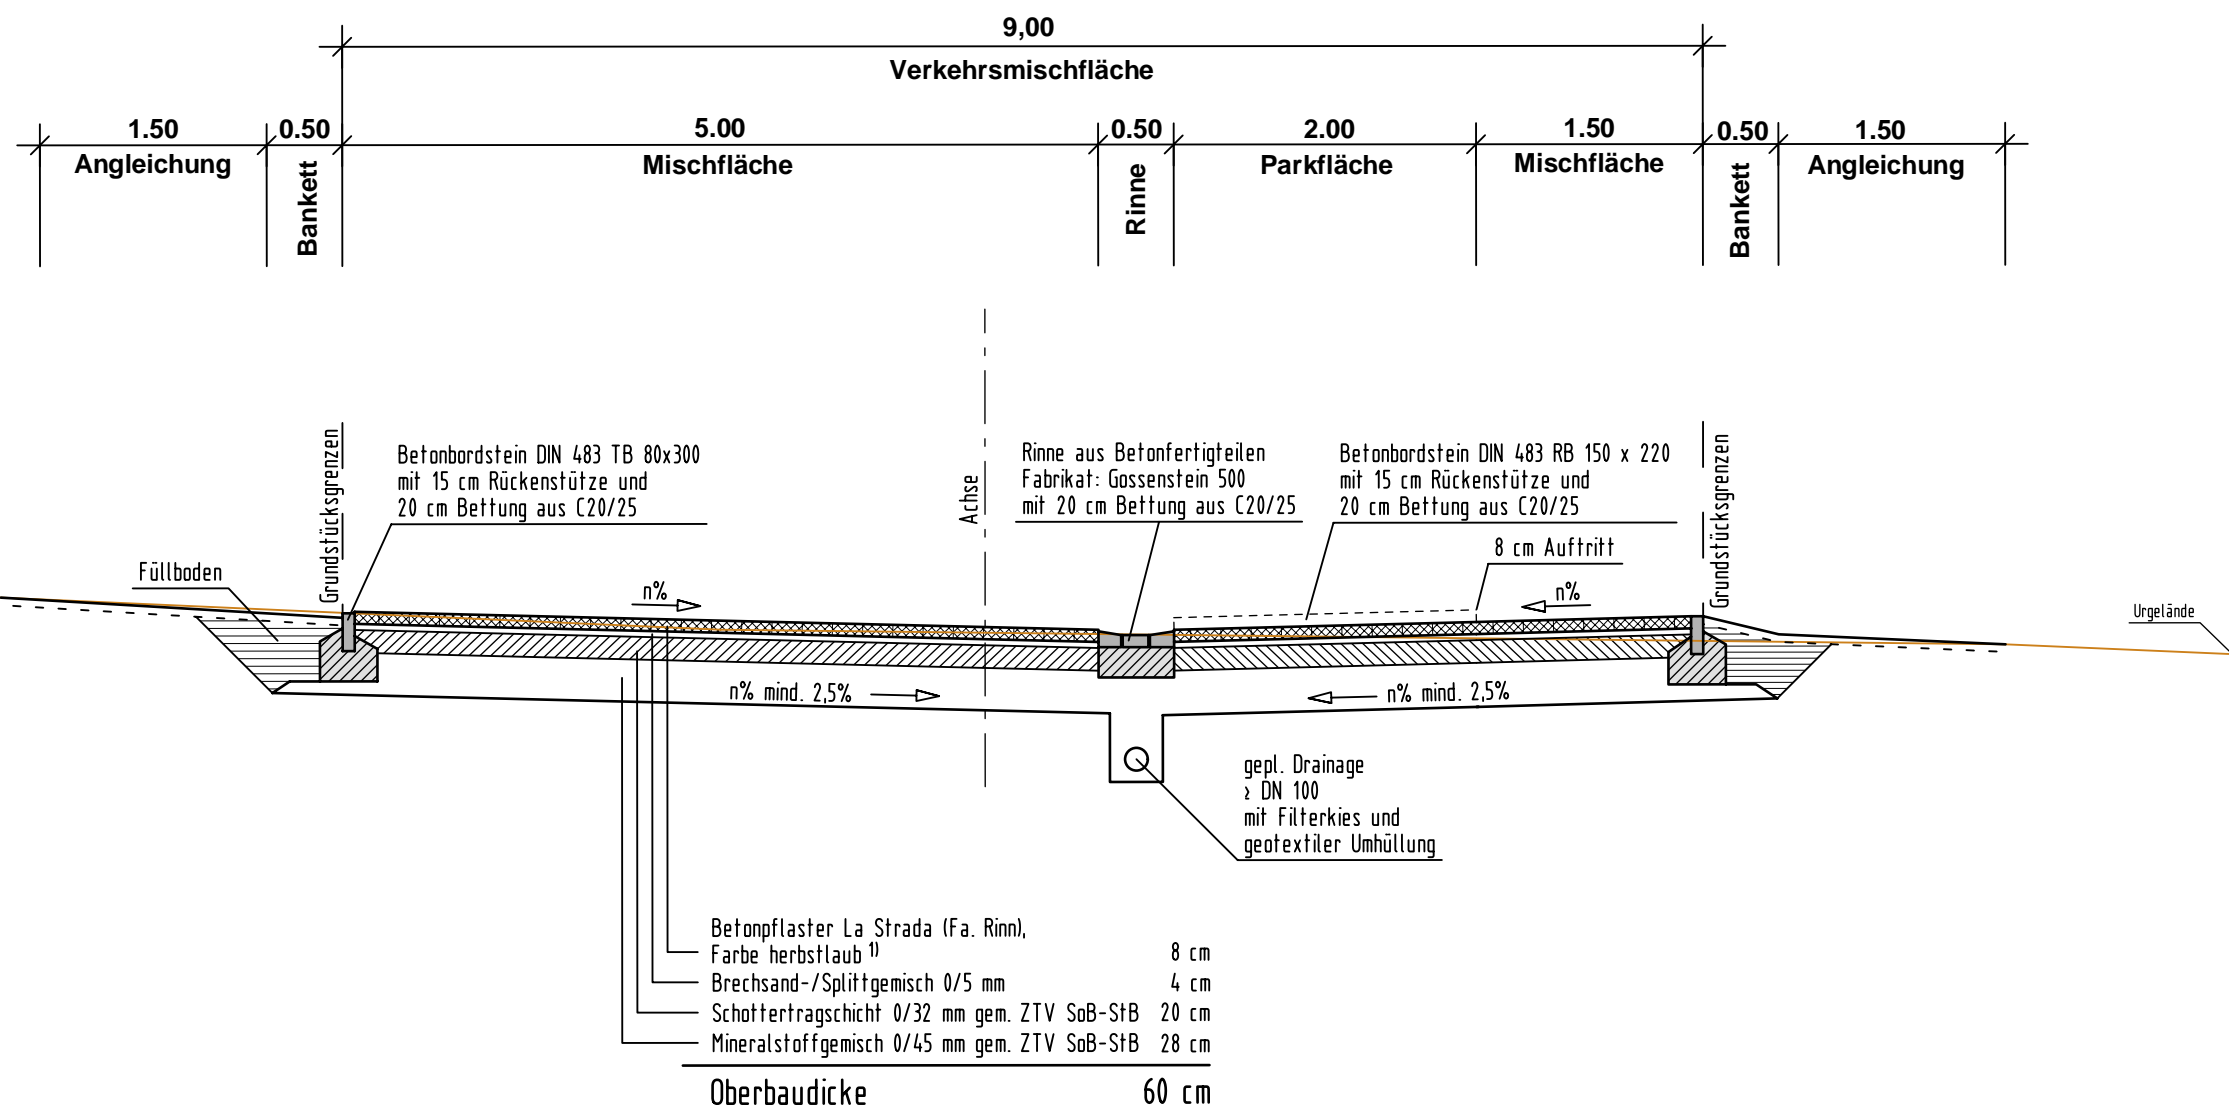 9,00
Verkehrsmischfläche
1.50 0.50 5.00 0.50 2.00 1.50 0.50 1.50
Angleichung Bankett Mischfläche Rinne Parkfläche Mischfläche Bankett Angleichung
Grundstücksgrenzen
Betonbordstein DIN 483 TB 80x300
mit 15 cm Rückenstütze und
20 cm Bettung aus C20/25
Achse
Rinne aus Betonfertigteilen
Fabrikat: Gossenstein 500
mit 20 cm Bettung aus C20/25
Betonbordstein DIN 483 RB 150 x 220
mit 15 cm Rückenstütze und
20 cm Bettung aus C20/25
8 cm Auftritt
Grundstücksgrenzen
Füllboden
n%
n%
Urgelände
n% mind. 2,5%
n% mind. 2,5%
gepl. Drainage
≥ DN 100
mit Filterkies und
geotextiler Umhüllung
Betonpflaster La Strada (Fa. Rinn),
Farbe herbstlaub 1) 8 cm
Brechsand-/Splittgemisch 0/5 mm 4 cm
Schottertragschicht 0/32 mm gem. ZTV SoB-StB 20 cm
Mineralstoffgemisch 0/45 mm gem. ZTV SoB-StB 28 cm
Oberbaudicke 60 cm